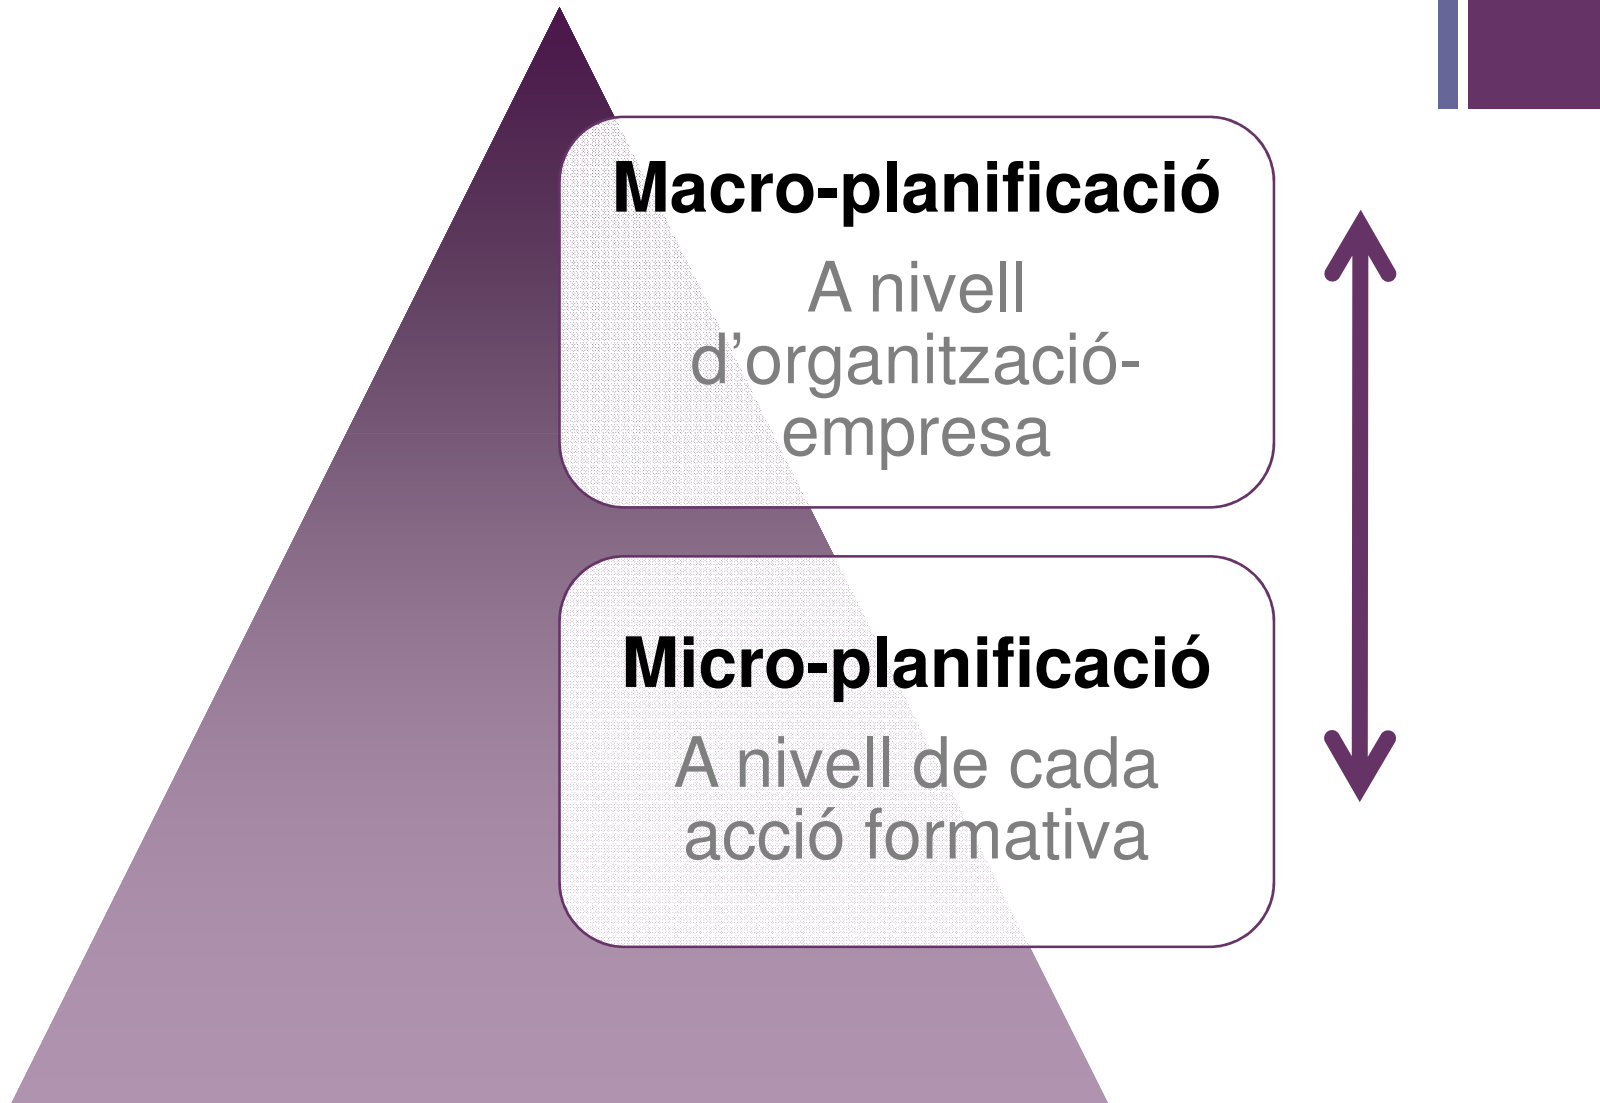 Macro-planificació
A nivell
d’organització-
empresa
Micro-planificació
A nivell de cada
acció formativa